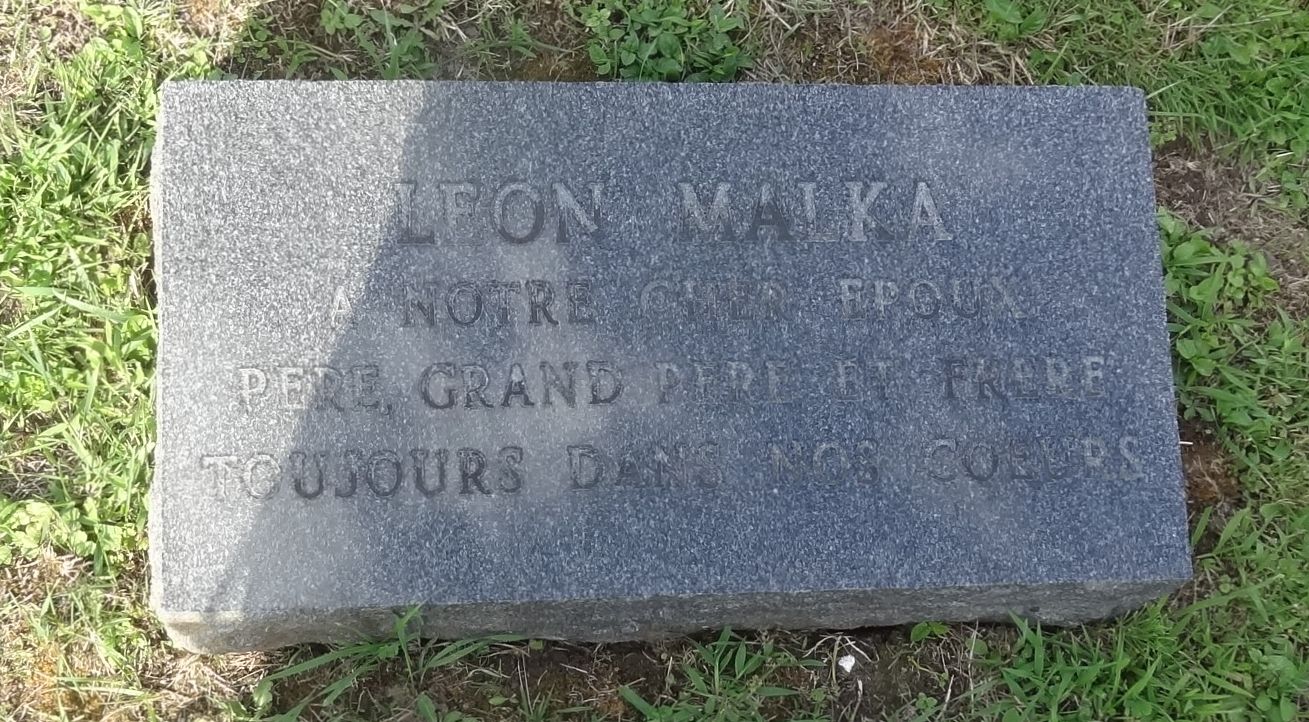 LEON MALKA
A NOTRE CHER EPOUX
PERE, GRAND PERE ET FRERE
TOUJOURS DANS NOS COEURS